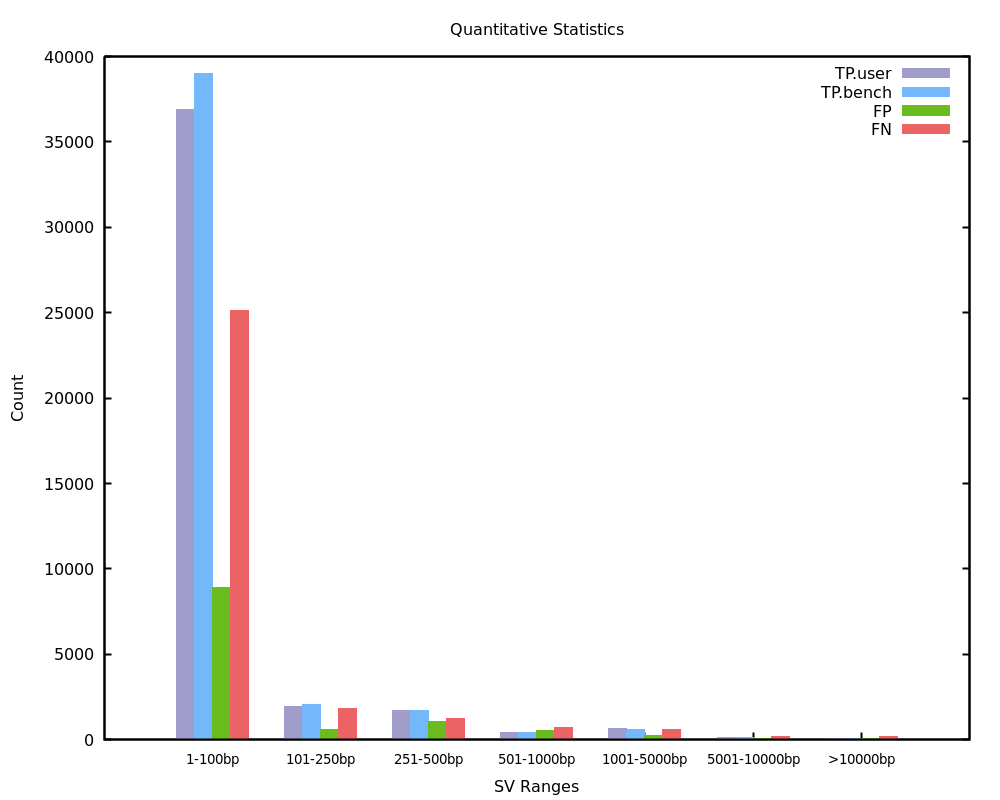 Quantitative Statistics
TP.user
TP.bench
FP
FN
40000
35000
30000
25000
20000
15000
10000
5000
0
Count
1-100bp 101-250bp 251-500bp 501-1000bp 1001-5000bp 5001-10000bp >10000bp
SV Ranges